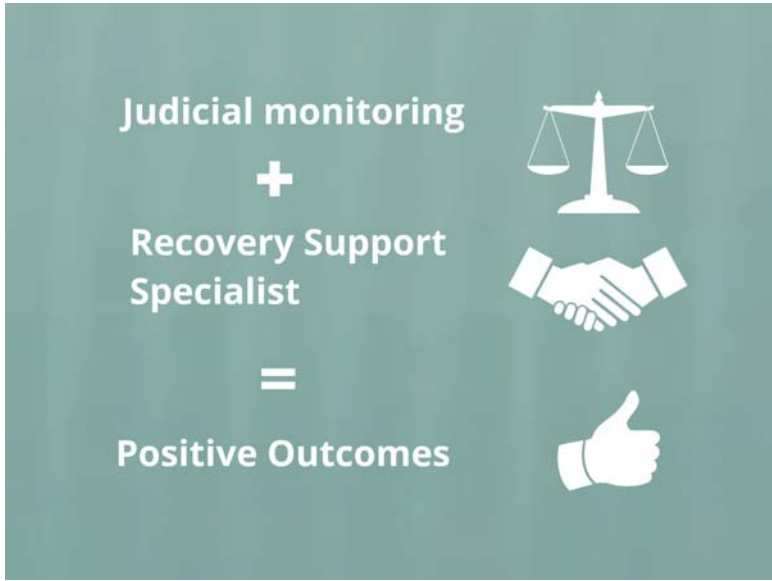 Judicial monitoring
+
Recovery Support
Specialist
=
Positive Outcomes